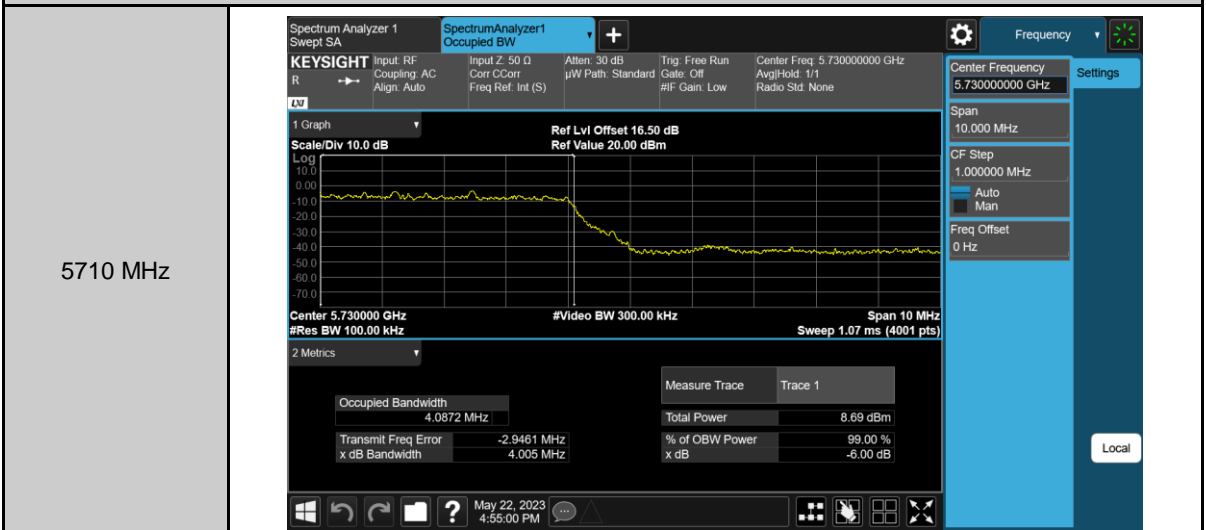 5710 MHz
Spectrum Analyzer 1
Swept SA
SpectrumAnalyzer1
Occupied BW
Frequency
KEYSIGHT
R
LXI
Input: RF
Coupling: AC
Align: Auto
Input Z: 50 Ω
Corr CCorr
Freq Ref: Int (S)
Atten: 30 dB
µW Path: Standard
Trig: Free Run
Gate: Off
#IF Gain: Low
Center Freq: 5.730000000 GHz
Avg|Hold: 1/1
Radio Std: None
Center Frequency
5.730000000 GHz
Settings
Span
10.000 MHz
CF Step
1.000000 MHz
Auto
Man
Freq Offset
0 Hz
Local
1 Graph
Scale/Div 10.0 dB
Ref Lvl Offset 16.50 dB
Ref Value 20.00 dBm
Log
10.0
0.00
-10.0
-20.0
-30.0
-40.0
-50.0
-60.0
-70.0
Center 5.730000 GHz
#Video BW 300.00 kHz
Span 10 MHz
#Res BW 100.00 kHz
Sweep 1.07 ms (4001 pts)
2 Metrics
Measure Trace Trace 1
Occupied Bandwidth
4.0872 MHz
Total Power 8.69 dBm
Transmit Freq Error -2.9461 MHz
% of OBW Power 99.00 %
x dB Bandwidth 4.005 MHz
x dB -6.00 dB
?
May 22, 2023
4:55:00 PM